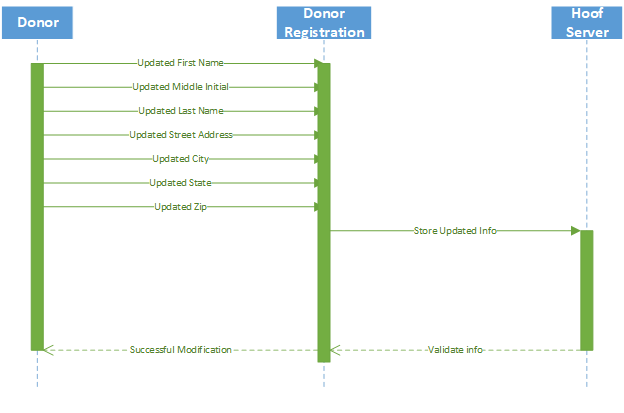 Donor
Donor
Registration
Hoof
Server
Updated First Name
Updated Middle Initial
Updated Last Name
Updated Street Address
Updated City
Updated State
Updated Zip
Store Updated Info
Successful Modification
Validate info